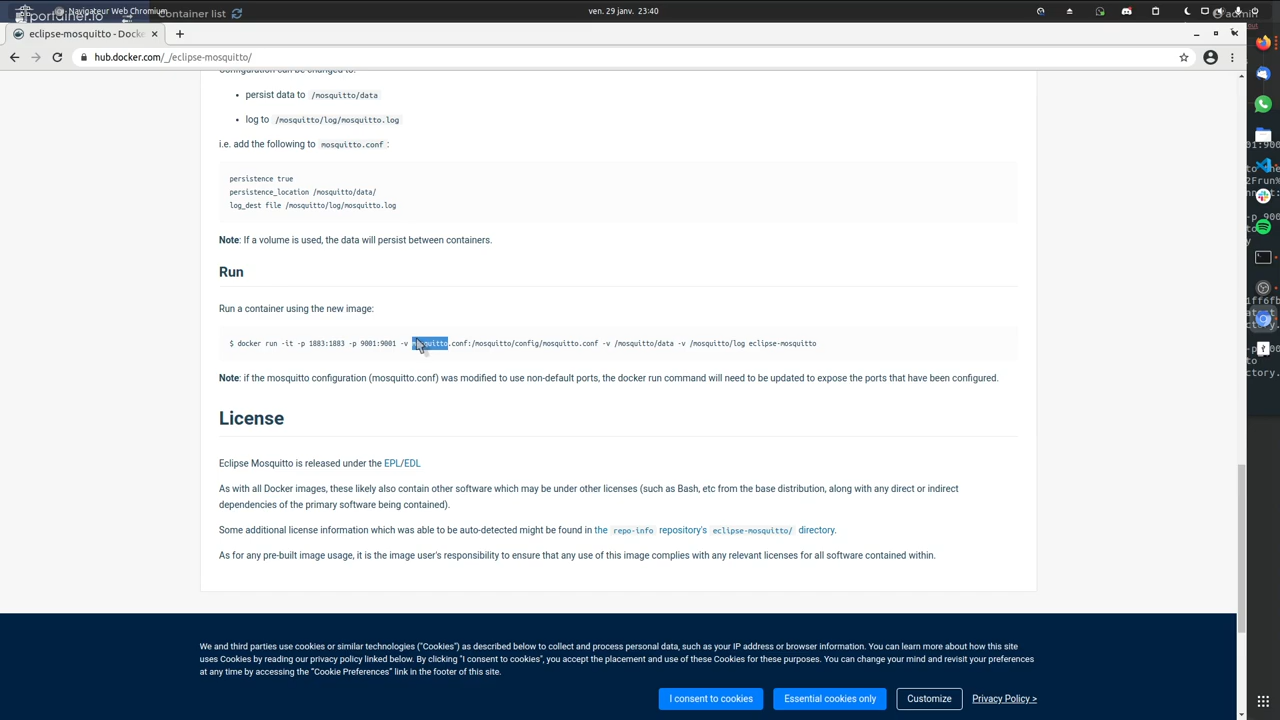 portainer.io
Navigateur Web Chromium
Container list
ven. 29 janv.  23:40
admin
eclipse-mosquitto - Docke
hub.docker.com/_/eclipse-mosquitto/
Configuration can be changed to:
• persist data to /mosquitto/data
• log to /mosquitto/log/mosquitto.log
i.e. add the following to mosquitto.conf :
persistence true
persistence_location /mosquitto/data/
log_dest file /mosquitto/log/mosquitto.log
Note: If a volume is used, the data will persist between containers.
Run
Run a container using the new image:
$ docker run -it -p 1883:1883 -p 9001:9001 -v mosquitto.conf:/mosquitto/config/mosquitto.conf -v /mosquitto/data -v /mosquitto/log eclipse-mosquitto
Note: if the mosquitto configuration (mosquitto.conf) was modified to use non-default ports, the docker run command will need to be updated to expose the ports that have been configured.
License
Eclipse Mosquitto is released under the EPL/EDL
As with all Docker images, these likely also contain other software which may be under other licenses (such as Bash, etc from the base distribution, along with any direct or indirect
dependencies of the primary software being contained).
Some additional license information which was able to be auto-detected might be found in the repo-info repository's eclipse-mosquitto/ directory.
As for any pre-built image usage, it is the image user's responsibility to ensure that any use of this image complies with any relevant licenses for all software contained within.
We and third parties use cookies or similar technologies ("Cookies") as described below to collect and process personal data, such as your IP address or browser information. You can learn more about how this site
uses Cookies by reading our privacy policy linked below. By clicking "I consent to cookies", you accept the placement and use of these Cookies for these purposes. You can change your mind and revisit your preferences
at any time by accessing the "Cookie Preferences" link in the footer of this site.
I consent to cookies
Essential cookies only
Customize
Privacy Policy >